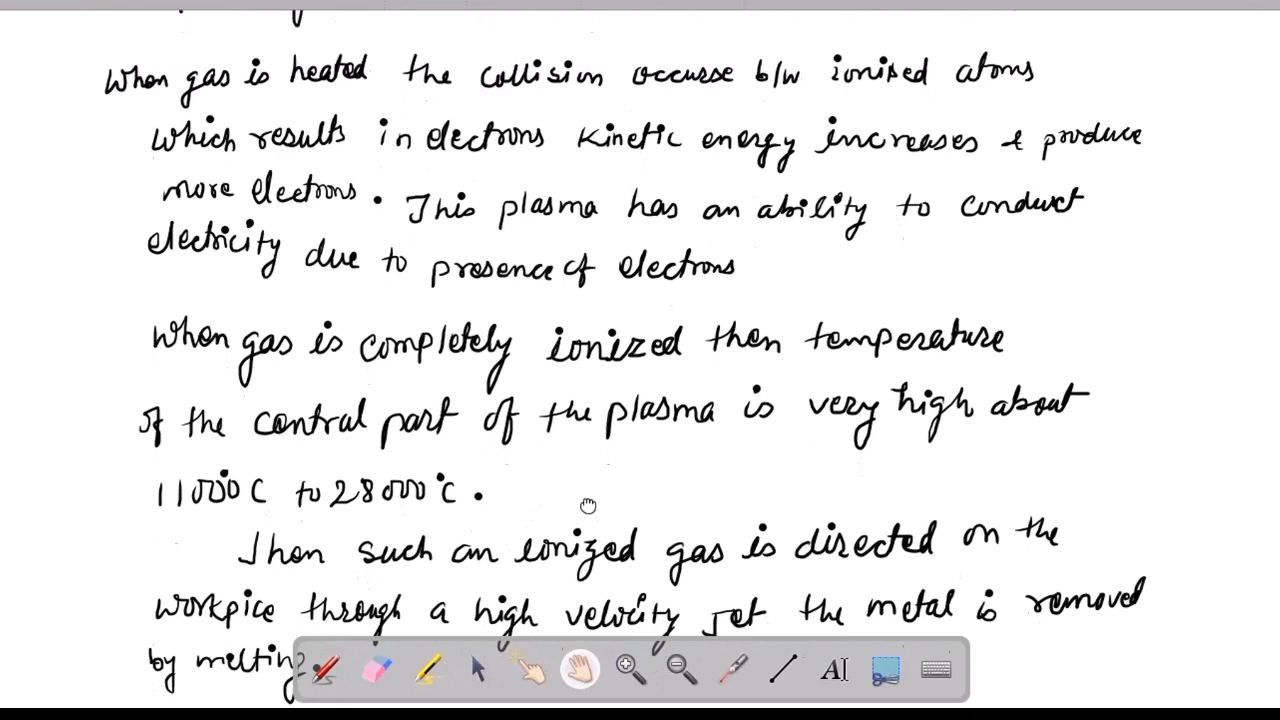 When gas is heated the collision occurse b/w ionised atoms
which results in electrons kinetic energy increases & produce
more electrons. This plasma has an ability to conduct
electricity due to presence of electrons
When gas is completely ionized then temperature
of the central part of the plasma is very high about
11000°C to 28000°C.
Then such an ionized gas is directed on the
workpice through a high velocity jet the metal is removed
by melting
AI